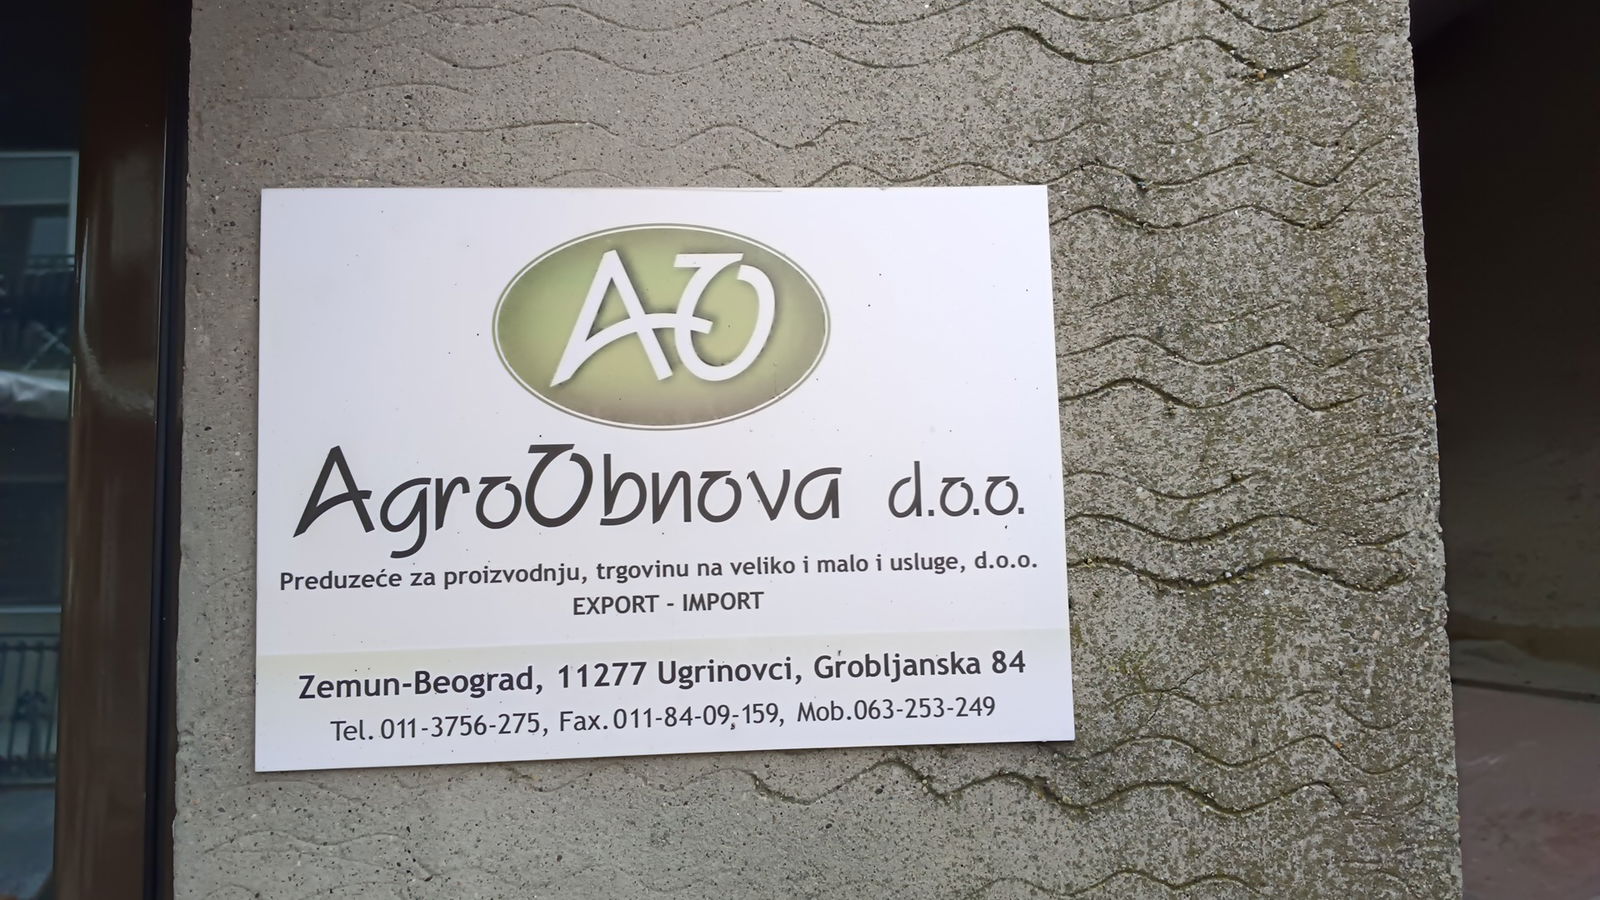 AO
AgroObnova d.o.o.
Preduzeće za proizvodnju, trgovinu na veliko i malo i usluge, d.o.o.
EXPORT - IMPORT
Zemun-Beograd, 11277 Ugrinovci, Grobljanska 84
Tel. 011-3756-275, Fax. 011-84-09-159, Mob.063-253-249